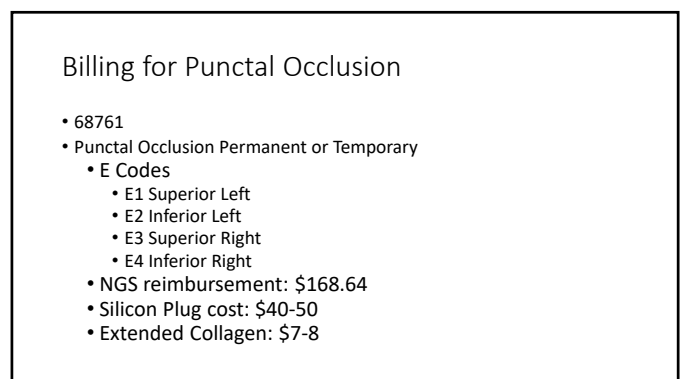 Billing for Punctal Occlusion
• 68761
• Punctal Occlusion Permanent or Temporary
• E Codes
• E1 Superior Left
• E2 Inferior Left
• E3 Superior Right
• E4 Inferior Right
• NGS reimbursement: $168.64
• Silicon Plug cost: $40-50
• Extended Collagen: $7-8